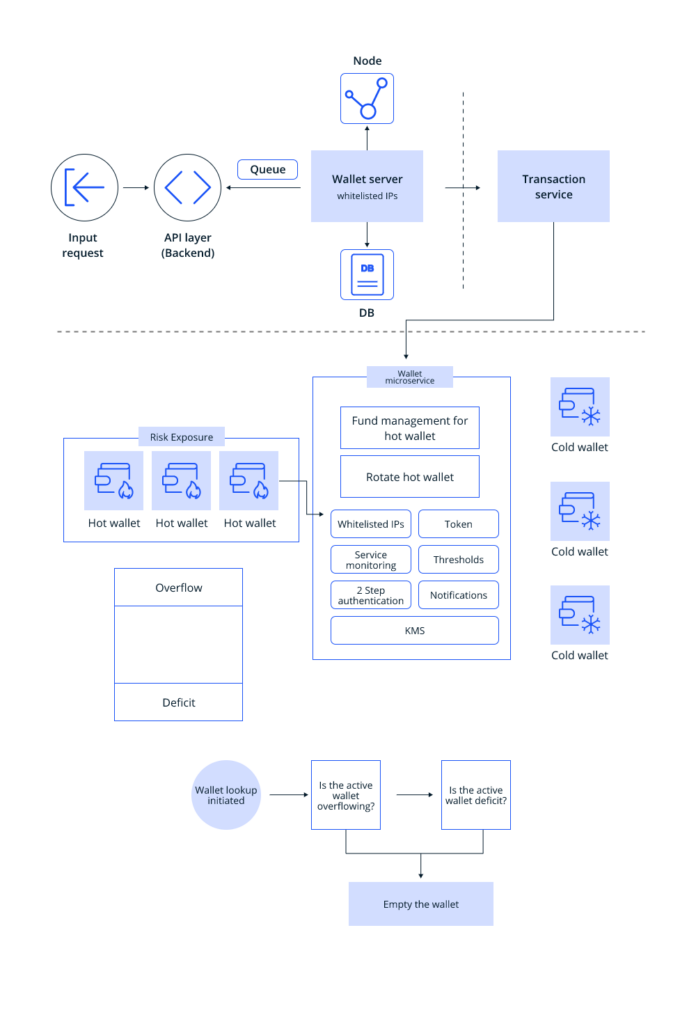 Node
Queue
Wallet server
whitelisted IPs
Transaction
service
Input
request
API layer
(Backend)
DB
DB
Wallet
microservice
Fund management for
hot wallet
Rotate hot wallet
Risk Exposure
Hot wallet
Hot wallet
Hot wallet
Whitelisted IPs
Token
Service
monitoring
Thresholds
2 Step
authentication
Notifications
KMS
Cold wallet
Cold wallet
Cold wallet
Overflow
Deficit
Wallet lookup
initiated
Is the active
wallet
overflowing?
Is the active
wallet deficit?
Empty the wallet